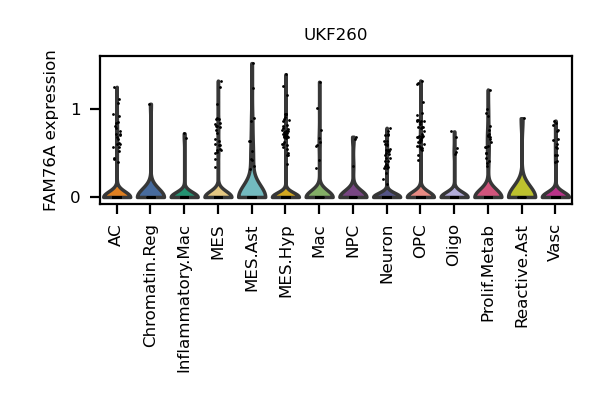 UKF260
FAM76A expression
1
0
AC
Chromatin.Reg
Inflammatory.Mac
MES
MES.Ast
MES.Hyp
Mac
NPC
Neuron
OPC
Oligo
Prolif.Metab
Reactive.Ast
Vasc